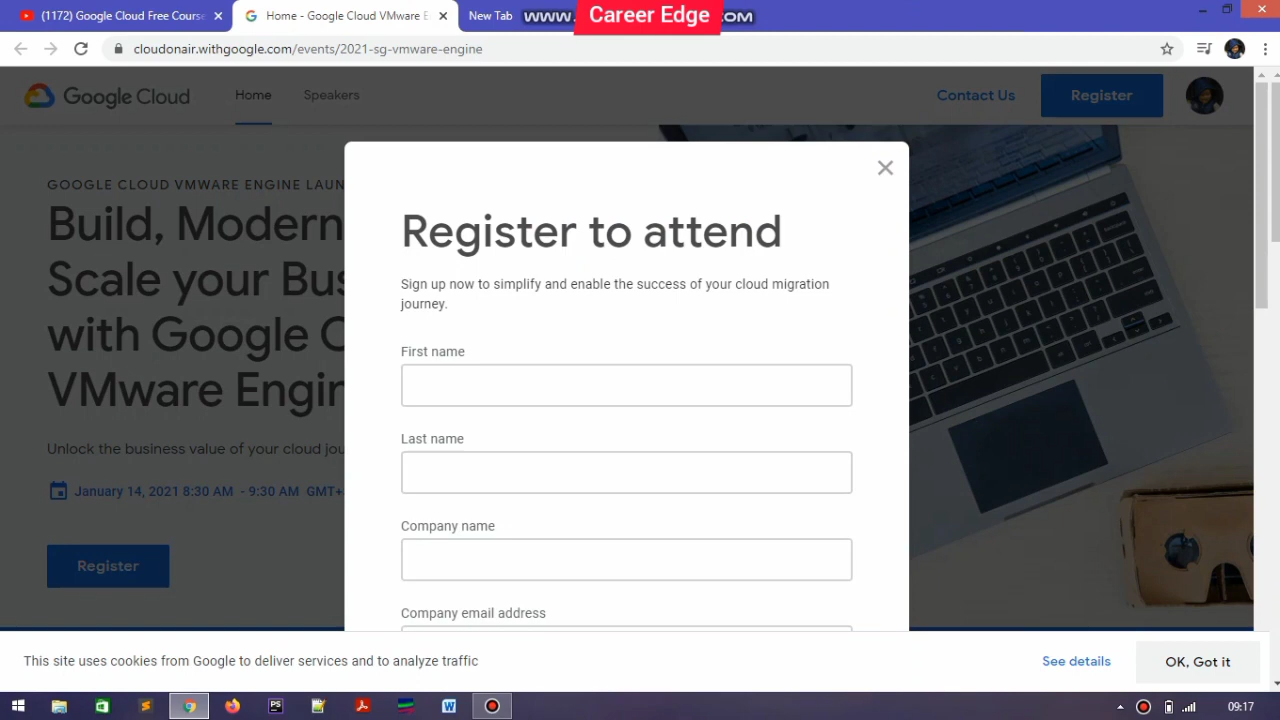 (1172) Google Cloud Free Course
Home - Google Cloud VMware E
New Tab
www.
Career Edge
OM
cloudonair.withgoogle.com/events/2021-sg-vmware-engine
Google Cloud
Home
Speakers
Contact Us
Register
GOOGLE CLOUD VMWARE ENGINE LAUN
Build, Modern
Scale your Bus
with Google C
VMware Engin
Unlock the business value of your cloud jou
January 14, 2021 8:30 AM - 9:30 AM GMT+
Register
Register to attend
Sign up now to simplify and enable the success of your cloud migration
journey.
First name
Last name
Company name
Company email address
This site uses cookies from Google to deliver services and to analyze traffic
See details
OK, Got it
09:17